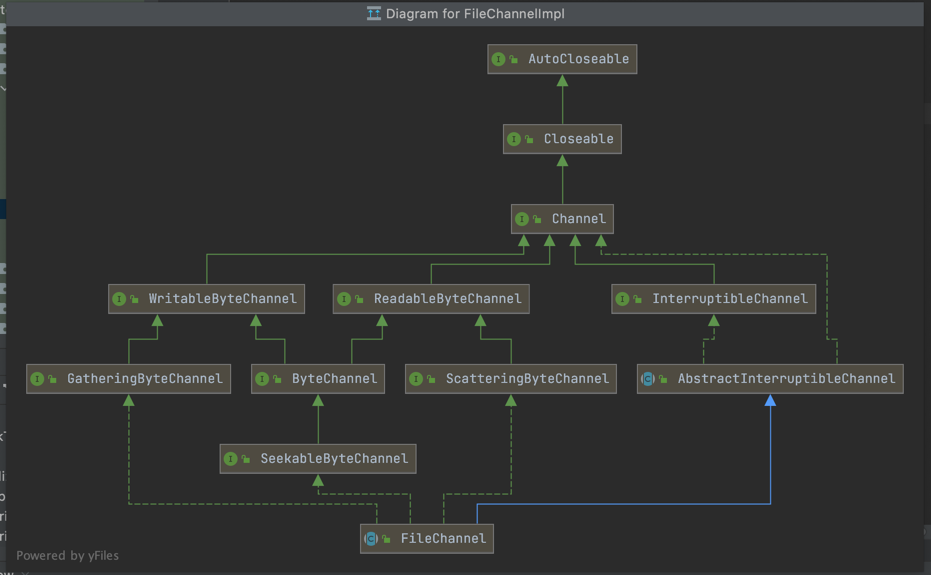 Diagram for FileChannelImpl
AutoCloseable
Closeable
Channel
WritableByteChannel
ReadableByteChannel
InterruptibleChannel
GatheringByteChannel
ByteChannel
ScatteringByteChannel
AbstractInterruptibleChannel
SeekableByteChannel
FileChannel
Powered by yFiles